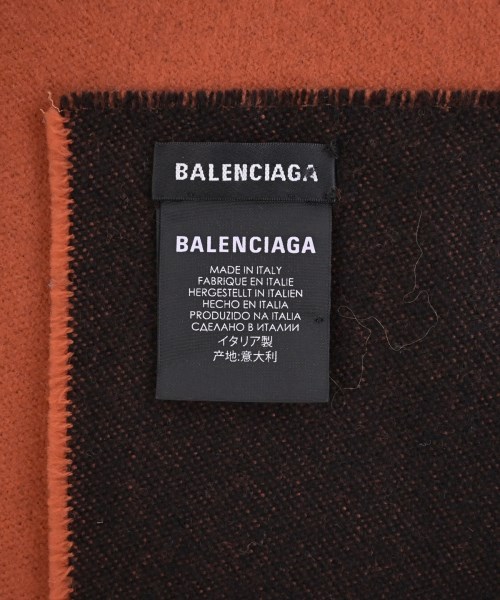 BALENCIAGA
BALENCIAGA
MADE IN ITALY
FABRIQUE EN ITALIE
HERGESTELLT IN ITALIEN
HECHO EN ITALIA
PRODUZIDO NA ITALIA
СДЕЛАНО В ИТАЛИИ
イタリア製
产地:意大利